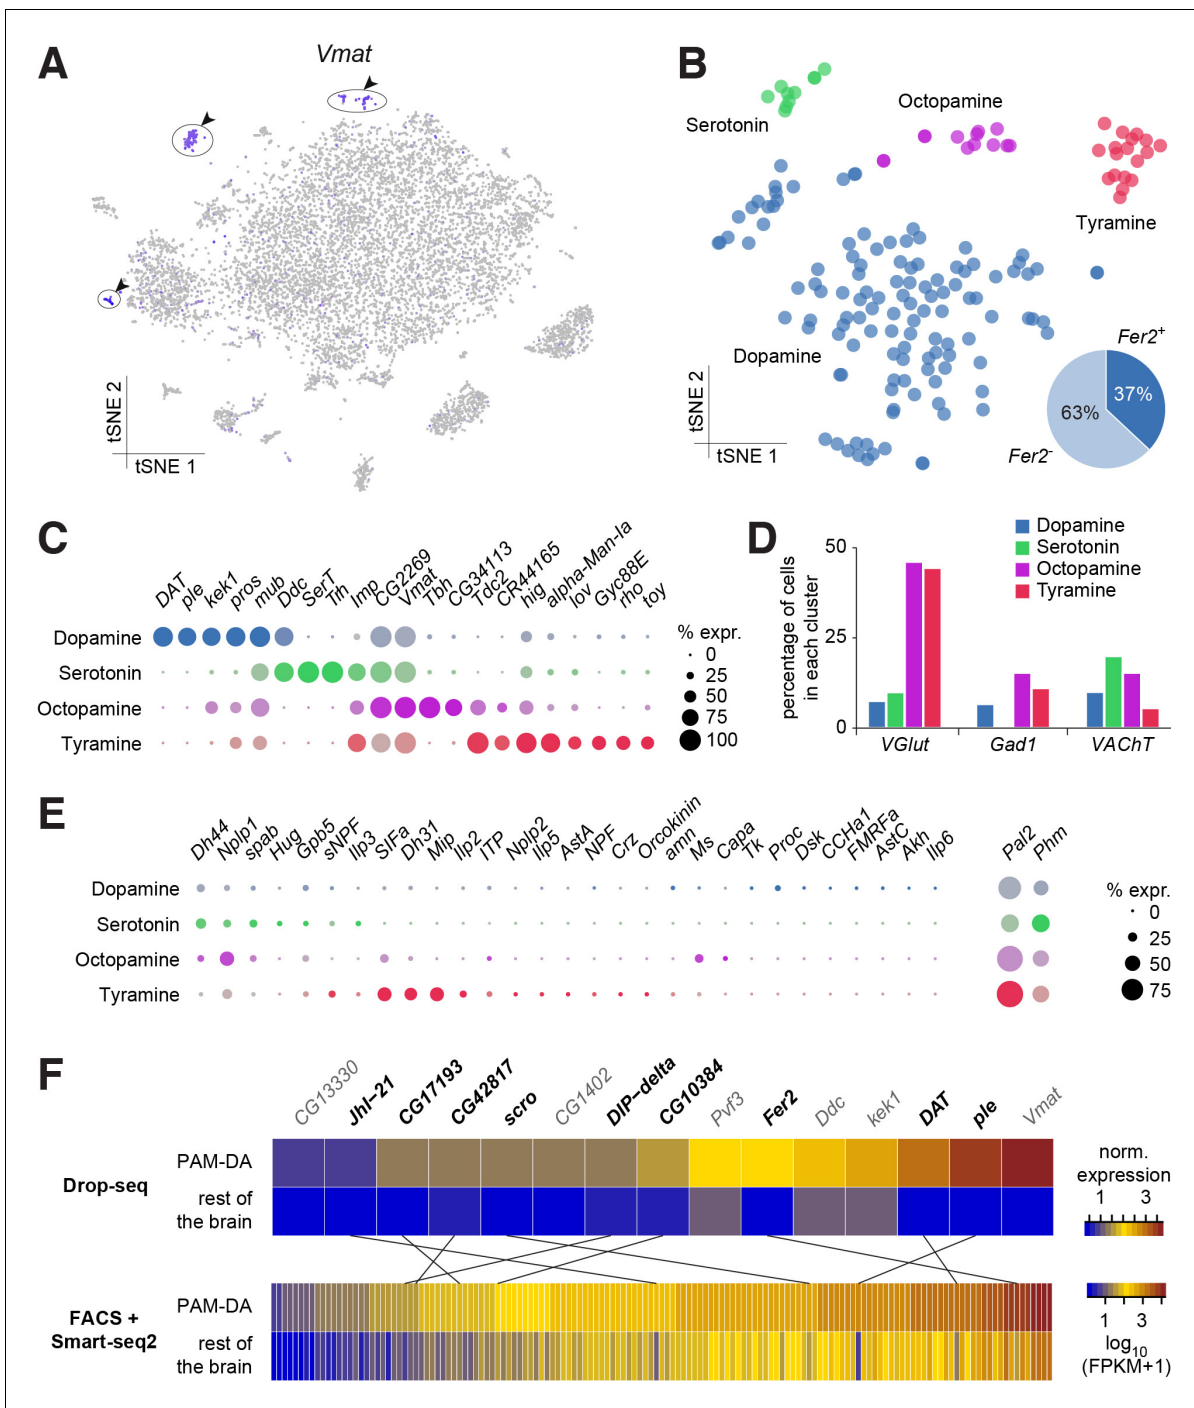 A
Vmat
tSNE 2
tSNE 1
B
Serotonin
Octopamine
Tyramine
Dopamine
Fer2+
37%
63%
Fer2-
tSNE 2
tSNE 1
C
DAT ple kek1 pros mub Ddc SerT Trh Imp CG2269 Vmat Tbh CG34113 Tdc2 CR44165 hig alpha-Man-Ia lov Gyc88E rho toy
Dopamine
Serotonin
Octopamine
Tyramine
% expr.
0
25
50
75
100
D
Dopamine
Serotonin
Octopamine
Tyramine
percentage of cells
in each cluster
50
25
0
VGlut Gad1 VAChT
E
Dh44 Nplp1 spab Hug Gpb5 sNPF Ilp3 SIFa Dh31 Mip Ilp2 ITP Nplp2 Ilp5 AstA NPF Crz Orcokinin amn Ms Capa Tk Proc Dsk CCHa1 FMRFa AstC Akh Ilp6 Pal2 Phm
Dopamine
Serotonin
Octopamine
Tyramine
% expr.
0
25
50
75
F
CG13330 Jhl-21 CG17193 CG42817 scro CG1402 DIP-delta CG10384 Pvf3 Fer2 Ddc kek1 DAT ple Vmat
Drop-seq
PAM-DA
rest of
the brain
norm.
expression
1 3
FACS +
Smart-seq2
PAM-DA
rest of
the brain
1 3
log10
(FPKM+1)